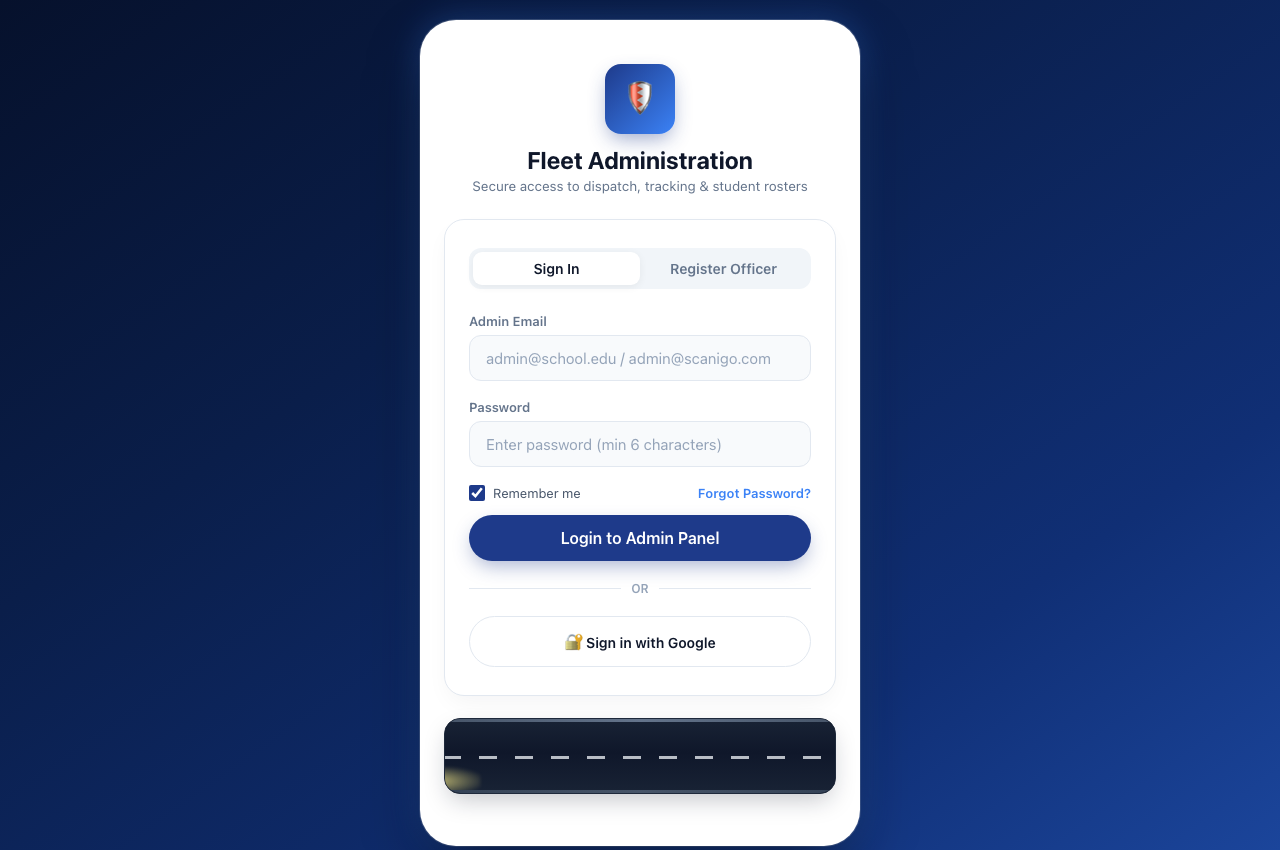 Fleet Administration
Secure access to dispatch, tracking & student rosters
Sign In
Register Officer
Admin Email
admin@school.edu / admin@scanigo.com
Password
Enter password (min 6 characters)
Remember me
Forgot Password?
Login to Admin Panel
OR
Sign in with Google